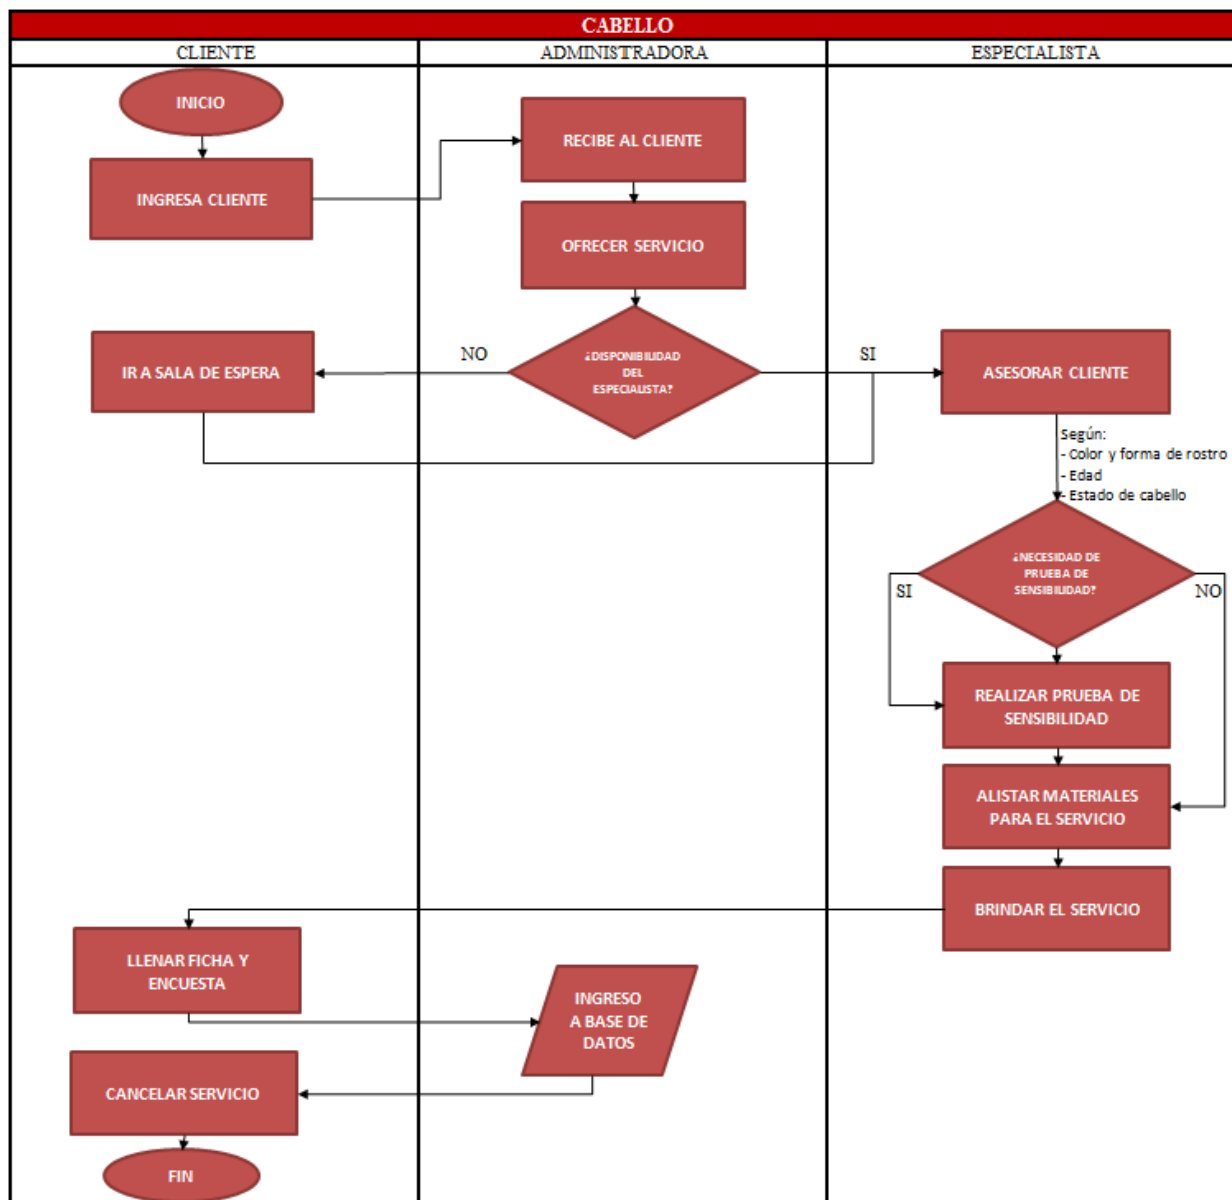 CABELLO
CLIENTE
ADMINISTRADORA
ESPECIALISTA
INICIO
RECIBE AL CLIENTE
INGRESA CLIENTE
OFRECER SERVICIO
¿DISPONIBILIDAD
DEL
ESPECIALISTA?
NO
SI
IR A SALA DE ESPERA
ASESORAR CLIENTE
Según:
- Color y forma de rostro
- Edad
- Estado de cabello
¿NECESIDAD DE
PRUEBA DE
SENSIBILIDAD?
SI
NO
REALIZAR PRUEBA DE
SENSIBILIDAD
ALISTAR MATERIALES
PARA EL SERVICIO
BRINDAR EL SERVICIO
LLENAR FICHA Y
ENCUESTA
INGRESO
A BASE DE
DATOS
CANCELAR SERVICIO
FIN